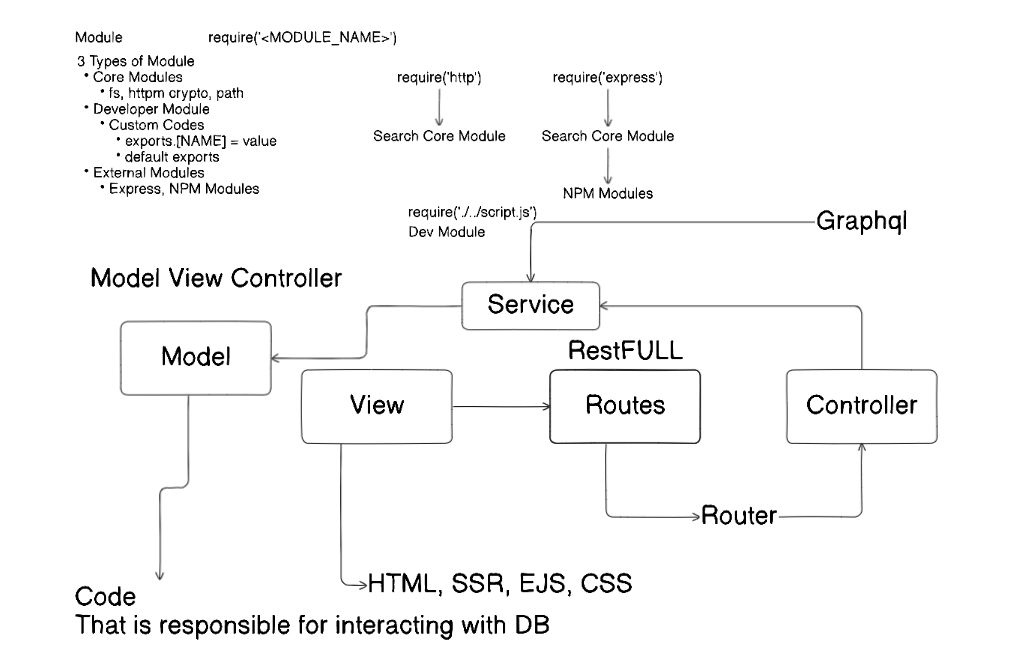 Module
require('<MODULE_NAME>')
3 Types of Module
• Core Modules
• fs, httpm crypto, path
• Developer Module
• Custom Codes
• exports.[NAME] = value
• default exports
• External Modules
• Express, NPM Modules
require('http')
Search Core Module
require('express')
Search Core Module
NPM Modules
require('./../script.js')
Dev Module
Graphql
Model View Controller
Service
Model
RestFULL
View
Routes
Controller
Router
HTML, SSR, EJS, CSS
Code
That is responsible for interacting with DB